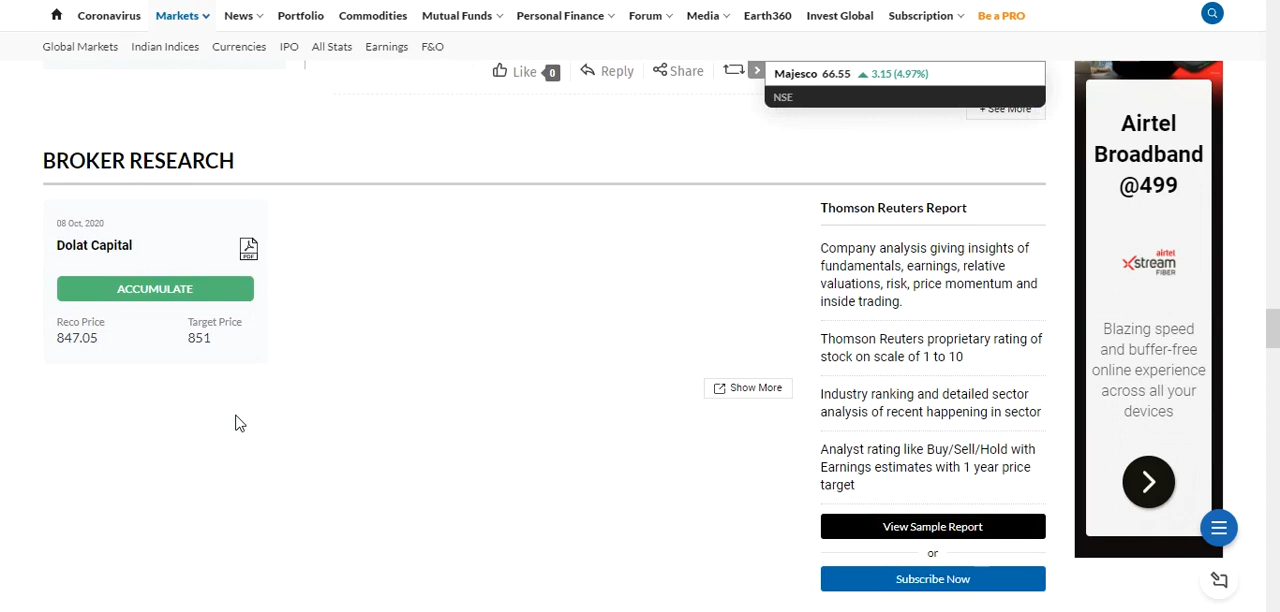 Coronavirus Markets News Portfolio Commodities Mutual Funds Personal Finance Forum Media Earth360 Invest Global Subscription Be a PRO
Global Markets Indian Indices Currencies IPO All Stats Earnings F&O
Like 0 Reply Share
Majesco 66.55 3.15 (4.97%)
NSE
+ See More
BROKER RESEARCH
08 Oct, 2020
Dolat Capital
PDF
ACCUMULATE
Reco Price Target Price
847.05 851
Show More
Thomson Reuters Report
Company analysis giving insights of
fundamentals, earnings, relative
valuations, risk, price momentum and
inside trading.
Thomson Reuters proprietary rating of
stock on scale of 1 to 10
Industry ranking and detailed sector
analysis of recent happening in sector
Analyst rating like Buy/Sell/Hold with
Earnings estimates with 1 year price
target
View Sample Report
or
Subscribe Now
Airtel
Broadband
@499
airtel
Xstream
FIBER
Blazing speed
and buffer-free
online experience
across all your
devices